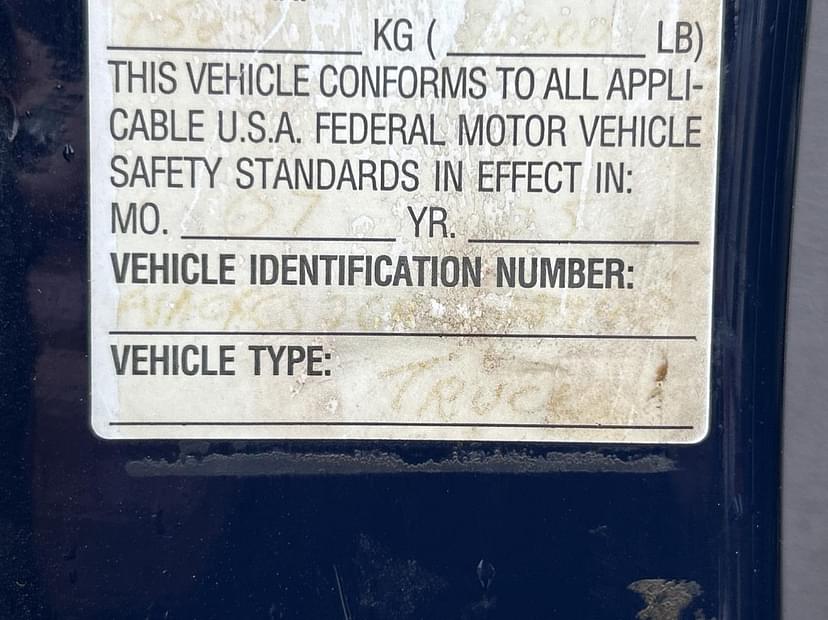 KG ( LB)
THIS VEHICLE CONFORMS TO ALL APPLI-
CABLE U.S.A. FEDERAL MOTOR VEHICLE
SAFETY STANDARDS IN EFFECT IN:
MO. 07 YR.
VEHICLE IDENTIFICATION NUMBER:
VEHICLE TYPE:
TRUCK